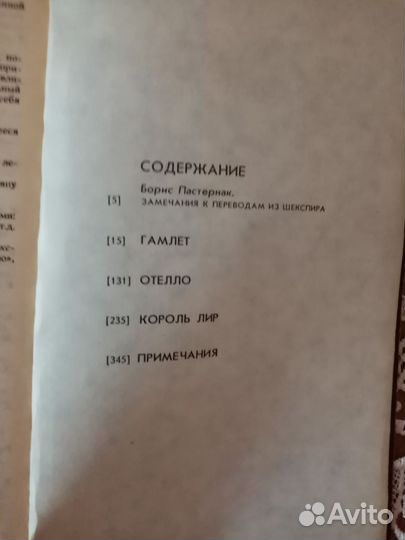 СОДЕРЖАНИЕ
Борис Пастернак.
[5] ЗАМЕЧАНИЯ К ПЕРЕВОДАМ ИЗ ШЕКСПИРА
[15] ГАМЛЕТ
[131] ОТЕЛЛО
[235] КОРОЛЬ ЛИР
[345] ПРИМЕЧАНИЯ
Avito